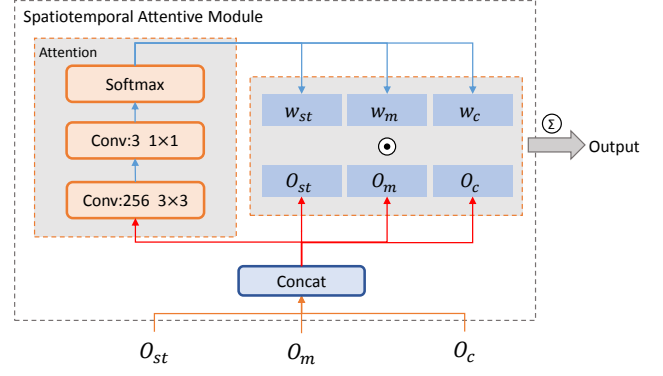 Spatiotemporal Attentive Module
Attention
Softmax
Conv:3 1×1
Conv:256 3×3
w_st w_m w_c
⊙
O_st O_m O_c
Σ
Output
Concat
O_st O_m O_c